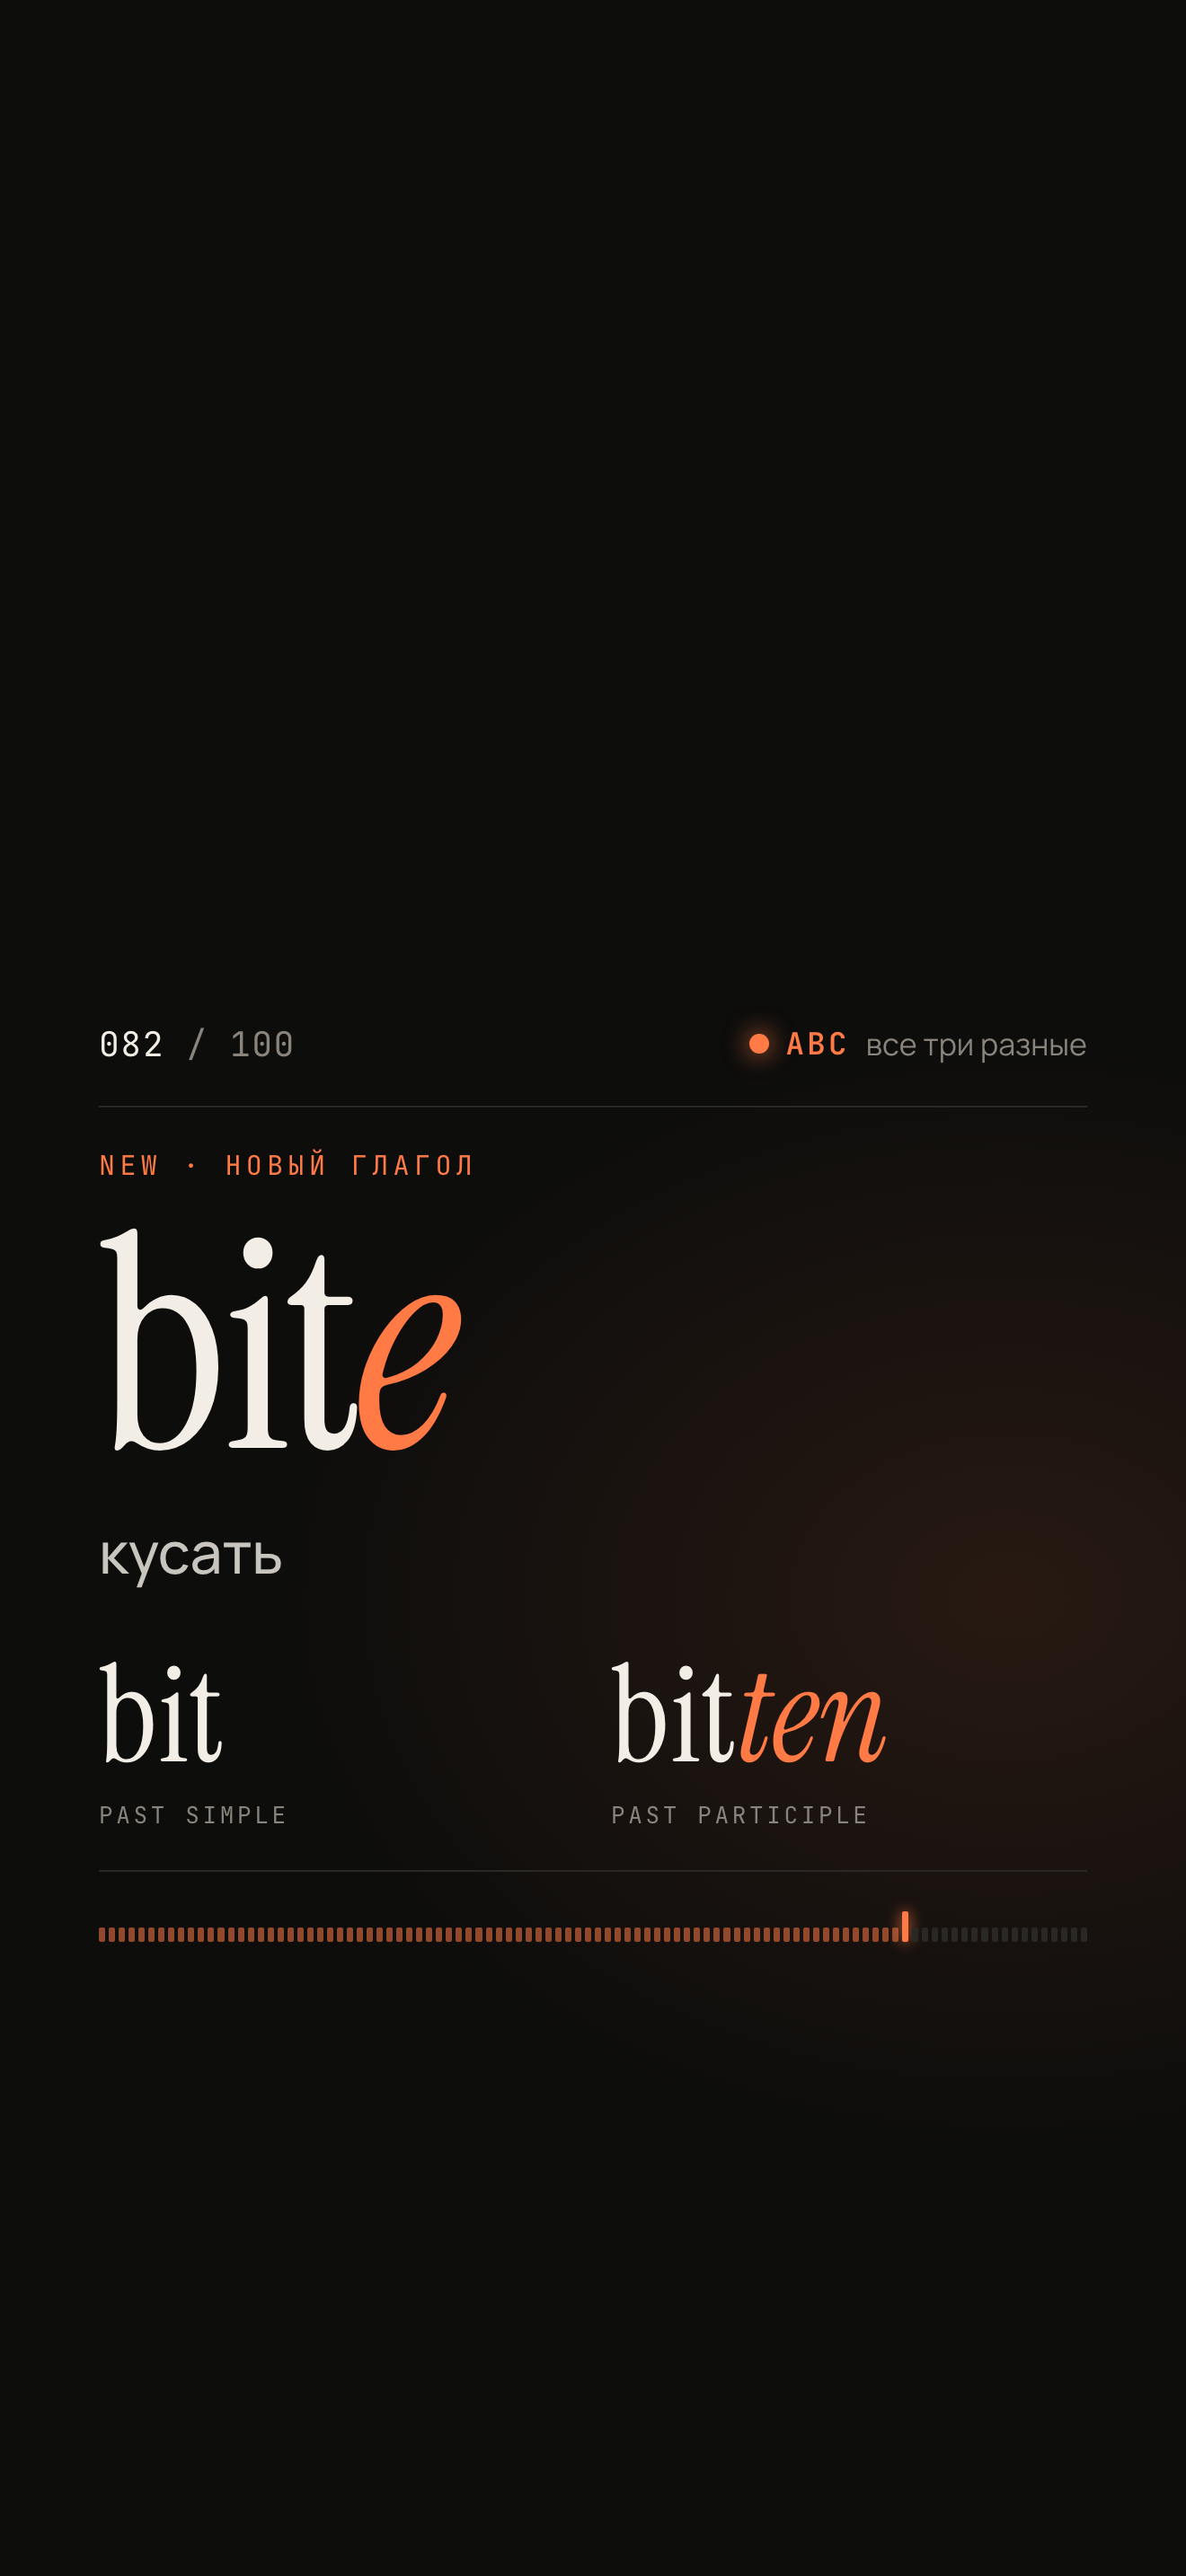 082 / 100
ABC все три разные
NEW · НОВЫЙ ГЛАГОЛ
bite
кусать
bit
bitten
PAST SIMPLE
PAST PARTICIPLE